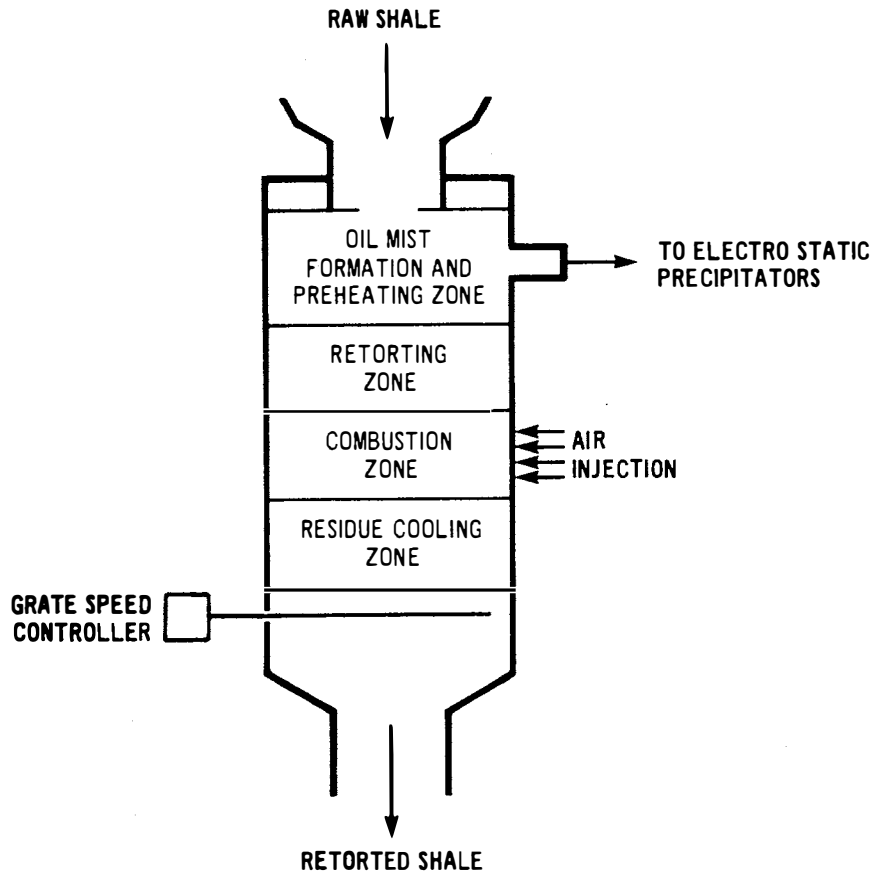 RAW SHALE
OIL MIST
FORMATION AND
PREHEATING ZONE
TO ELECTRO STATIC
PRECIPITATORS
RETORTING
ZONE
COMBUSTION
ZONE
AIR
INJECTION
RESIDUE COOLING
ZONE
GRATE SPEED
CONTROLLER
RETORTED SHALE